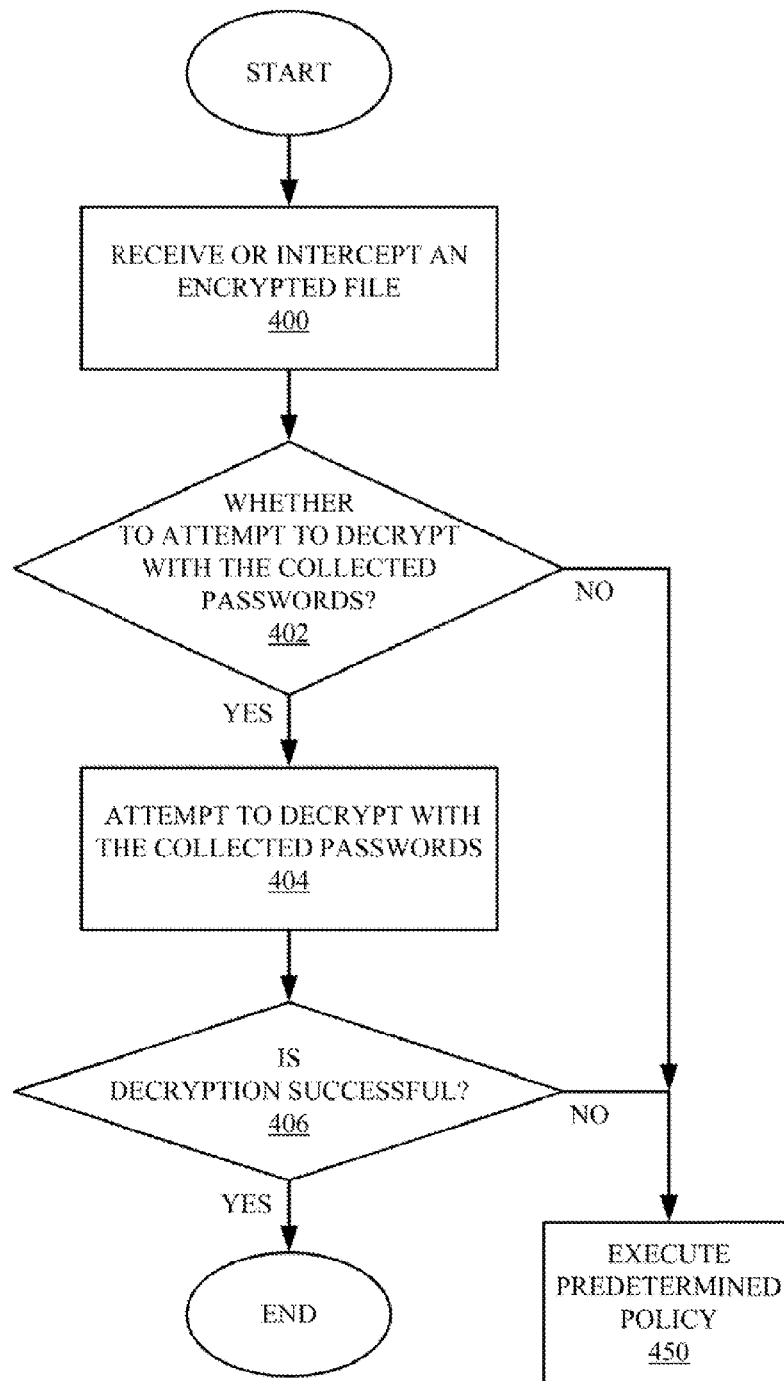 START
RECEIVE OR INTERCEPT AN
ENCRYPTED FILE
400
WHETHER
TO ATTEMPT TO DECRYPT
WITH THE COLLECTED
PASSWORDS?
402
NO
YES
ATTEMPT TO DECRYPT WITH
THE COLLECTED PASSWORDS
404
IS
DECRYPTION SUCCESSFUL?
406
NO
YES
END
EXECUTE
PREDETERMINED
POLICY
450